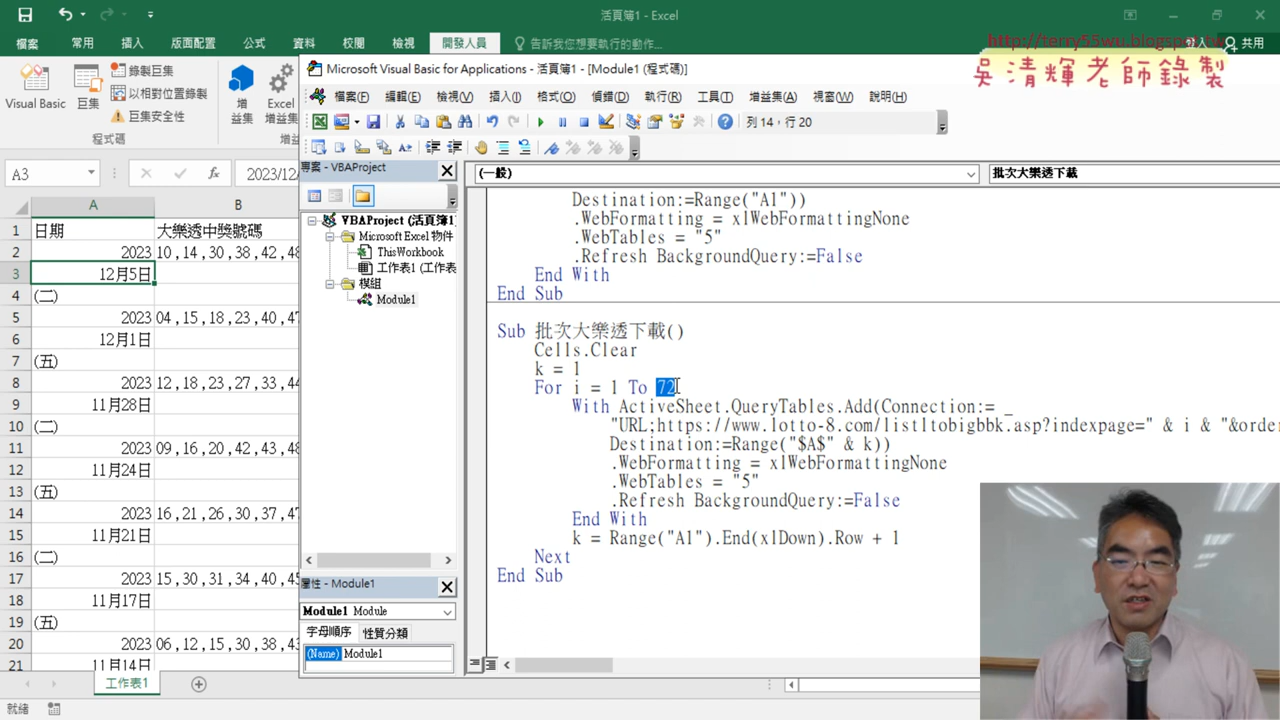 活頁簿1 - Excel
http://terry55wu.blogspot.tw
吳清輝老師錄製
檔案 常用 插入 版面配置 公式 資料 校閱 檢視 開發人員 告訴我您想要執行的動作... 登入 共用
Visual Basic 巨集 錄製巨集 以相對位置錄製 巨集安全性 程式碼
增益集 Excel 增益集
Microsoft Visual Basic for Applications - 活頁簿1 - [Module1 (程式碼)]
檔案(F) 編輯(E) 檢視(V) 插入(I) 格式(O) 偵錯(D) 執行(R) 工具(T) 增益集(A) 視窗(W) 說明(H)
列 14，行 20
A3
2023/12/
A B
1 日期 大樂透中獎號碼
2 2023 10,14,30,38,42,48
3 12月5日
4 (二)
5 2023 04,15,18,23,40,47
6 12月1日
7 (五)
8 2023 12,18,23,27,33,44
9 11月28日
10 (二)
11 2023 09,16,20,42,43,48
12 11月24日
13 (五)
14 2023 16,21,26,30,37,47
15 11月21日
16 (二)
17 2023 15,30,31,34,40,45
18 11月17日
19 (五)
20 2023 06,12,15,30,38,43
21 11月14日
工作表1
就緒
專案 - VBAProject
VBAProject (活頁簿1)
Microsoft Excel 物件
ThisWorkbook
工作表1 (工作表
模組
Module1
屬性 - Module1
Module1 Module
字母順序 性質分類
(Name) Module1
(一般) 批次大樂透下載
Destination:=Range("A1"))
.WebFormatting = xlWebFormattingNone
.WebTables = "5"
.Refresh BackgroundQuery:=False
End With
End Sub
Sub 批次大樂透下載()
Cells.Clear
k = 1
For i = 1 To 72
With ActiveSheet.QueryTables.Add(Connection:= _
"URL;https://www.lotto-8.com/listltobigbbk.asp?indexpage=" & i & "&orde
Destination:=Range("$A$" & k))
.WebFormatting = xlWebFormattingNone
.WebTables = "5"
.Refresh BackgroundQuery:=False
End With
k = Range("A1").End(xlDown).Row + 1
Next
End Sub